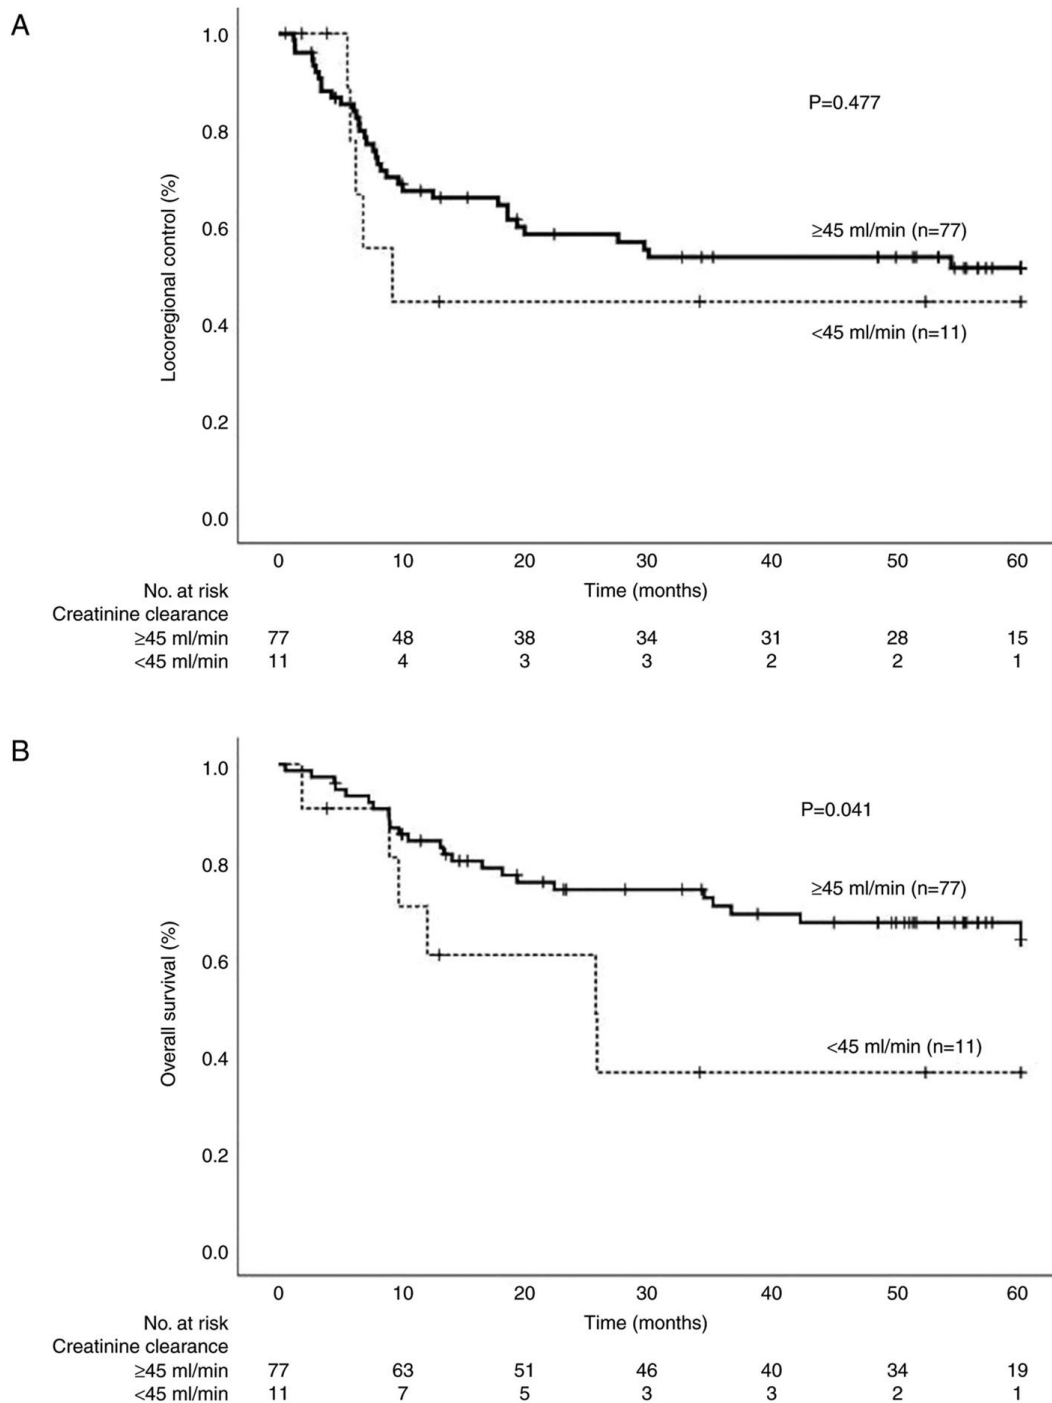 A
1.0
0.8
0.6
0.4
0.2
0.0
Locoregional control (%)
P=0.477
≥45 ml/min (n=77)
<45 ml/min (n=11)
0 10 20 30 40 50 60
No. at risk Time (months)
Creatinine clearance
≥45 ml/min 77 48 38 34 31 28 15
<45 ml/min 11 4 3 3 2 2 1
B
1.0
0.8
0.6
0.4
0.2
0.0
Overall survival (%)
P=0.041
≥45 ml/min (n=77)
<45 ml/min (n=11)
0 10 20 30 40 50 60
No. at risk Time (months)
Creatinine clearance
≥45 ml/min 77 63 51 46 40 34 19
<45 ml/min 11 7 5 3 3 2 1